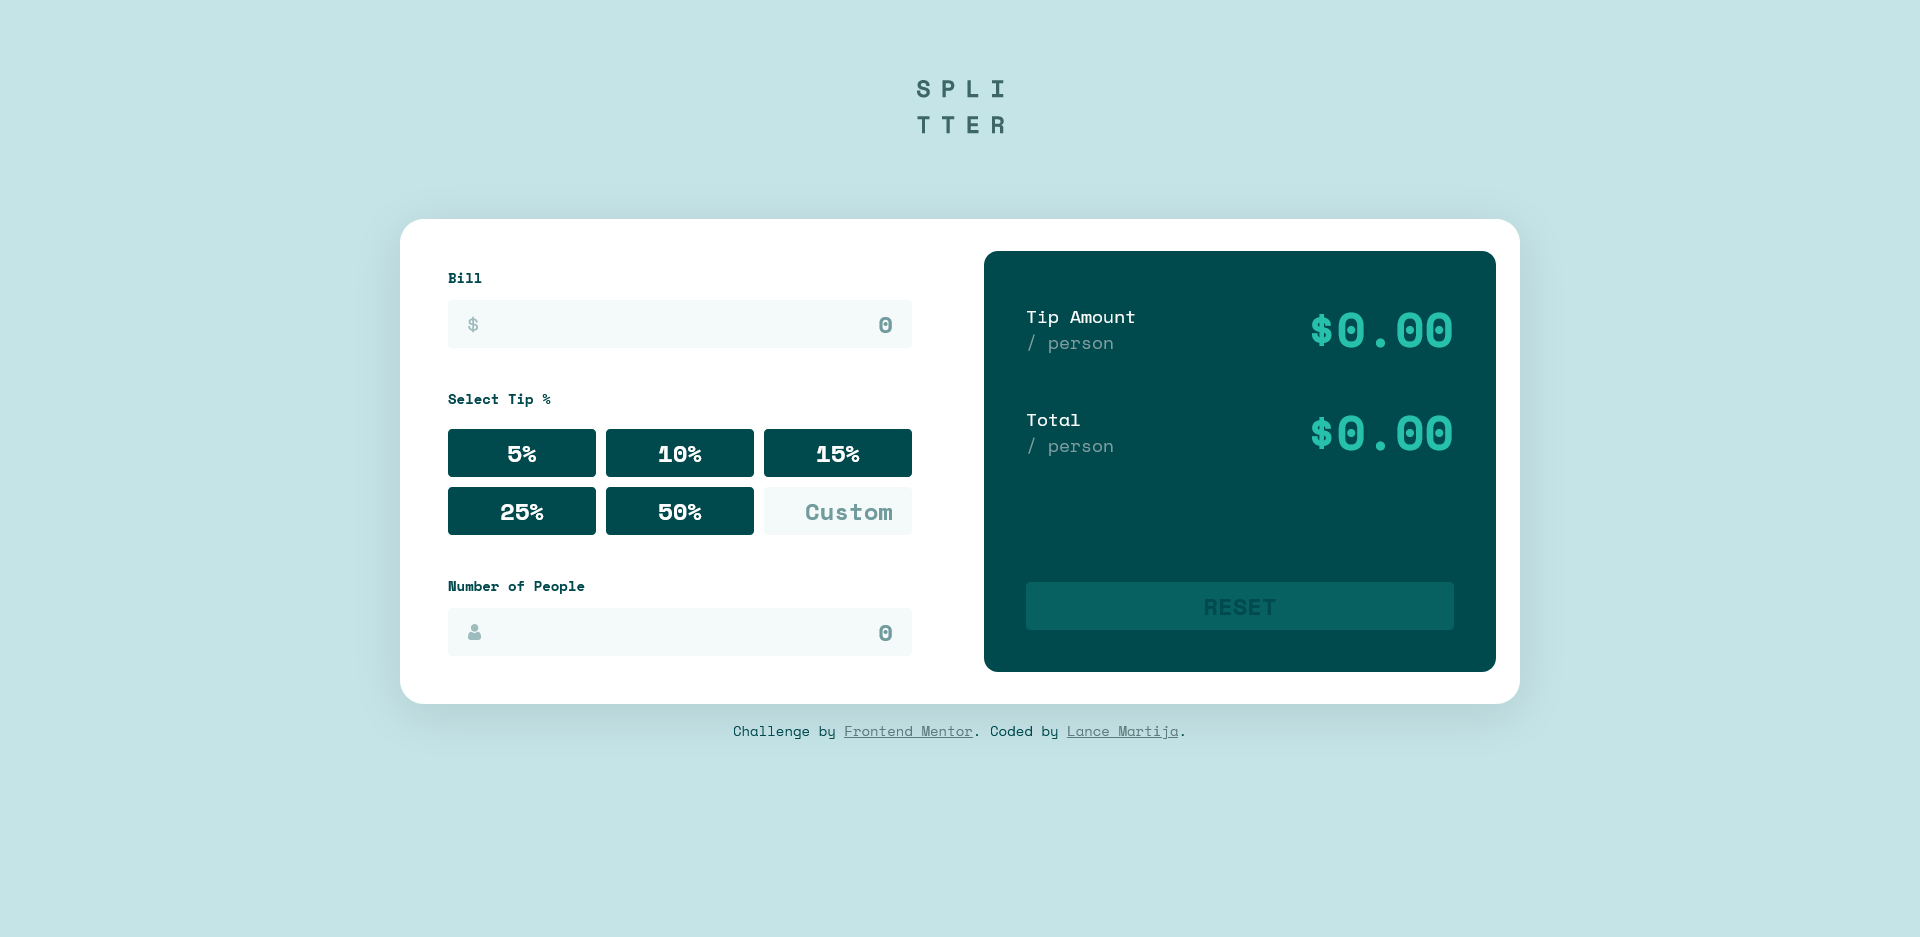 SPLI
TTER
Bill
$ 0
Select Tip %
5% 10% 15%
25% 50% Custom
Number of People
0
Tip Amount
/ person
$0.00
Total
/ person
$0.00
RESET
Challenge by Frontend Mentor. Coded by Lance Martija.